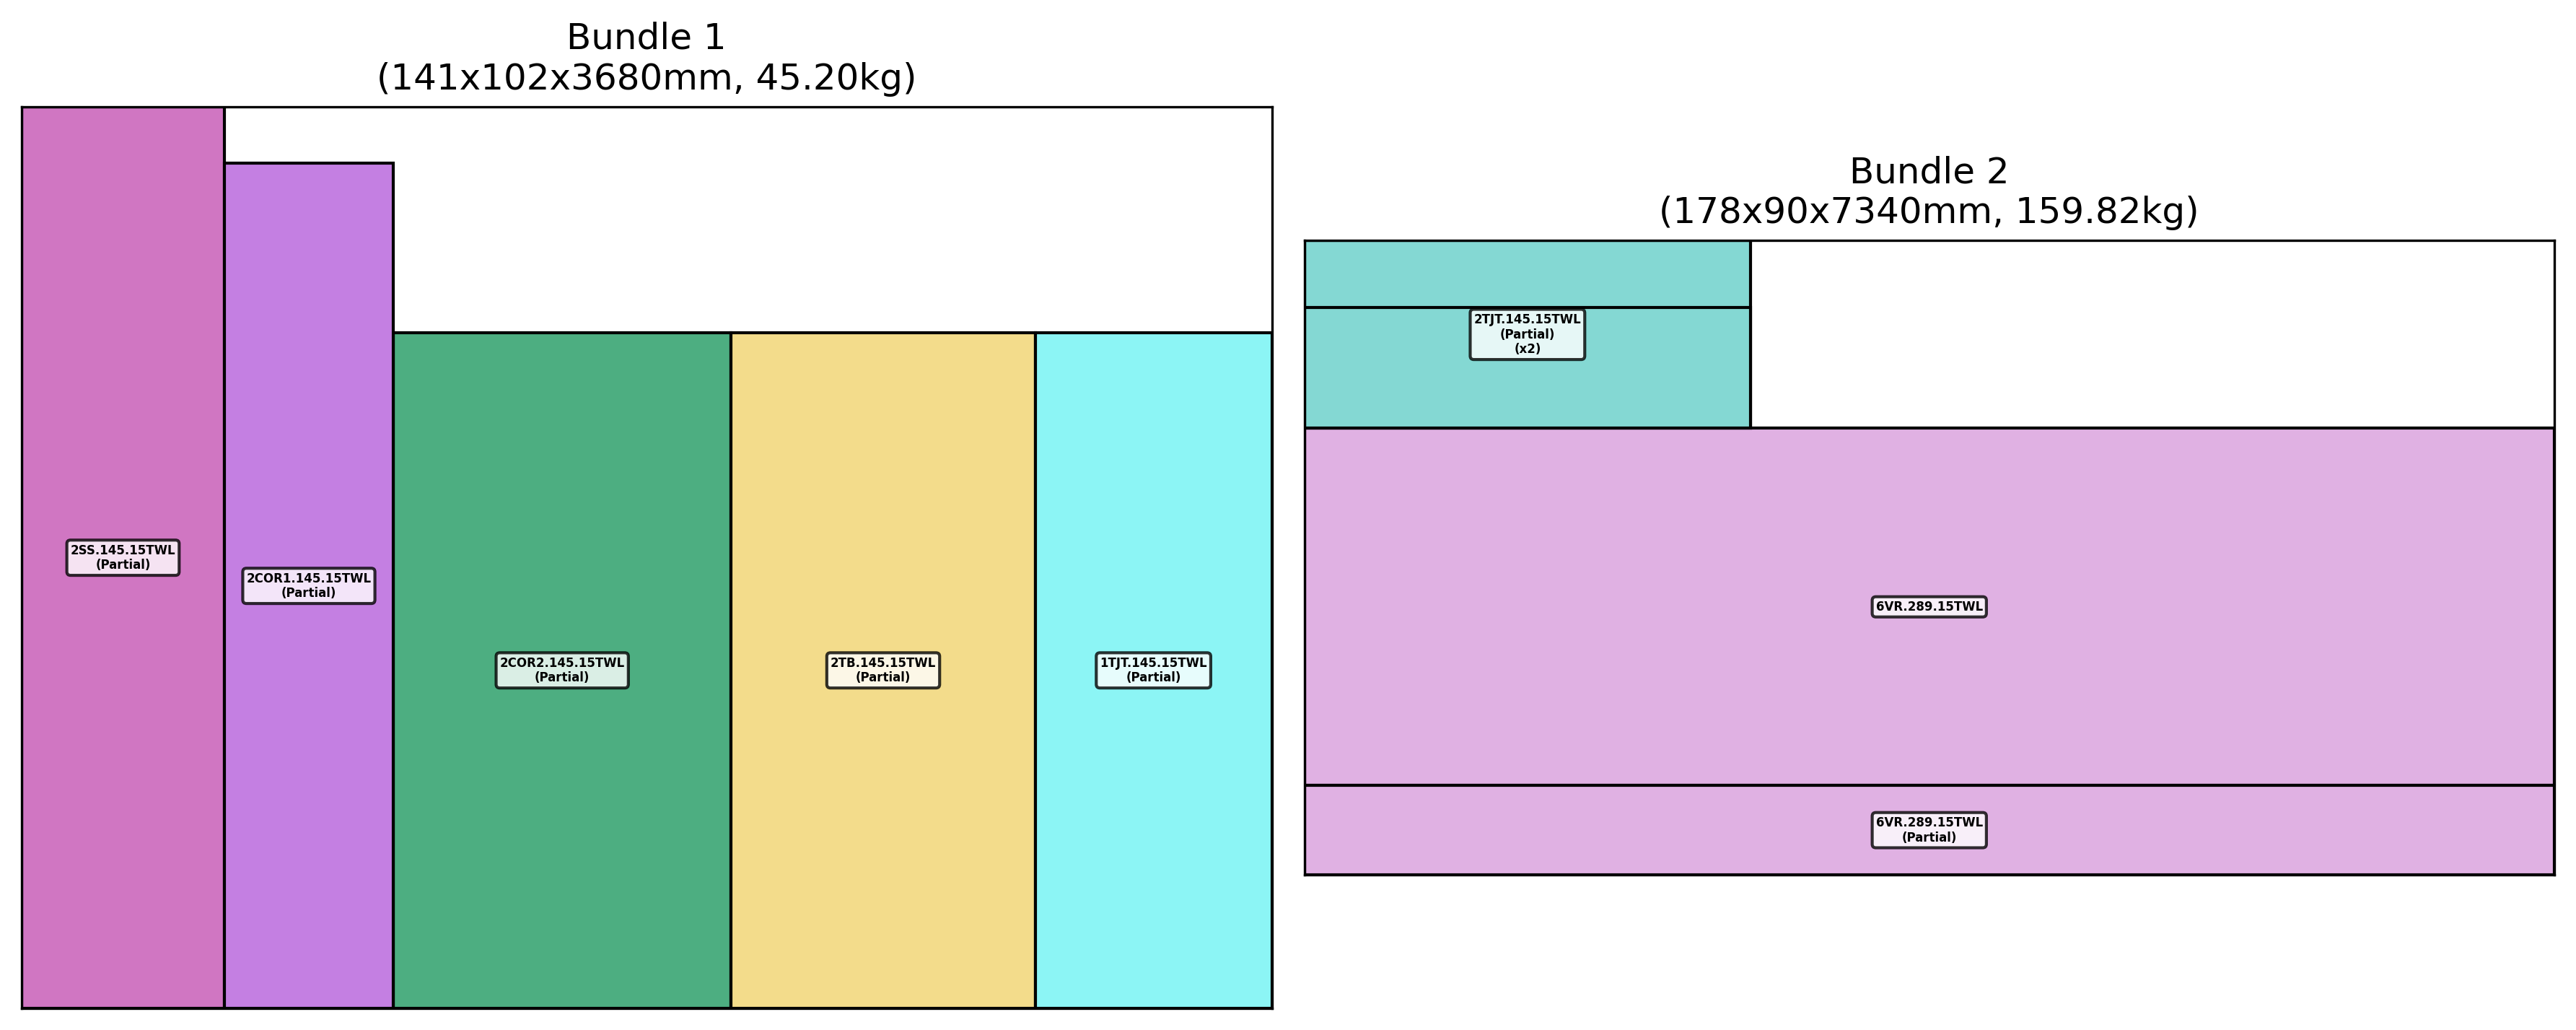 Bundle 1
(141x102x3680mm, 45.20kg)
2SS.145.15TWL
(Partial)
2COR1.145.15TWL
(Partial)
2COR2.145.15TWL
(Partial)
2TB.145.15TWL
(Partial)
1TJT.145.15TWL
(Partial)
Bundle 2
(178x90x7340mm, 159.82kg)
2TJT.145.15TWL
(Partial)
(x2)
6VR.289.15TWL
6VR.289.15TWL
(Partial)